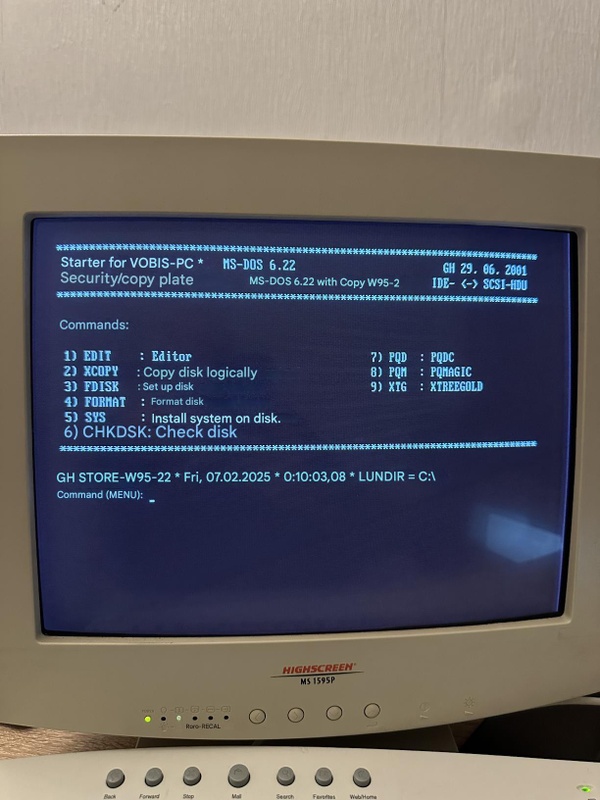 ************************************************************
Starter for VOBIS-PC * MS-DOS 6.22 GH 29. 06. 2001
Security/copy plate MS-DOS 6.22 with Copy W95-2 IDE- <-> SCSI-HDU
************************************************************
Commands:
1) EDIT : Editor 7) PQD : PQDC
2) XCOPY : Copy disk logically 8) PQM : PQMAGIC
3) FDISK : Set up disk 9) XTG : XTREEGOLD
4) FORMAT : Format disk
5) SYS : Install system on disk.
6) CHKDSK: Check disk
************************************************************
GH STORE-W95-22 * Fri, 07.02.2025 * 0:10:03,08 * LUNDIR = C:\
Command (MENU): _
HIGHSCREEN
MS 1595P
RECAL
Back Forward Stop Mail Search Favorites Web/Home